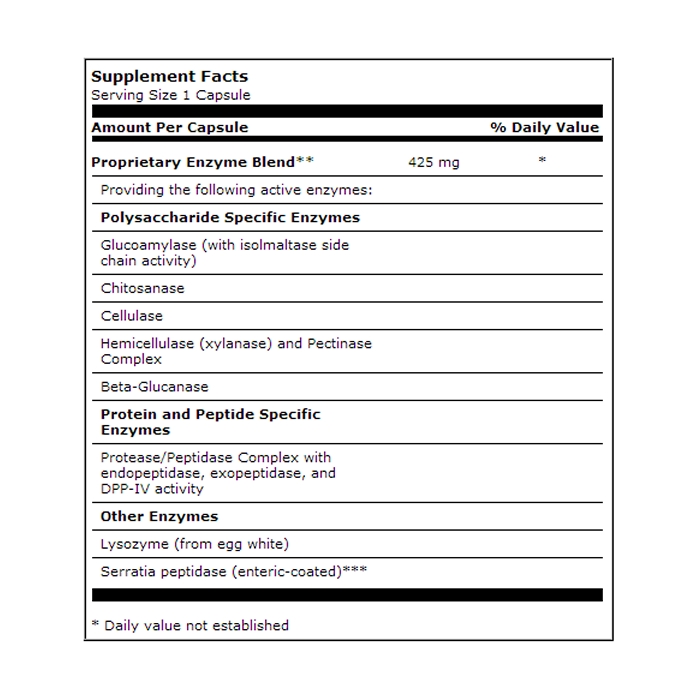 Supplement Facts
Serving Size 1 Capsule
Amount Per Capsule % Daily Value
Proprietary Enzyme Blend** 425 mg *
Providing the following active enzymes:
Polysaccharide Specific Enzymes
Glucoamylase (with isolmaltase side
chain activity)
Chitosanase
Cellulase
Hemicellulase (xylanase) and Pectinase
Complex
Beta-Glucanase
Protein and Peptide Specific
Enzymes
Protease/Peptidase Complex with
endopeptidase, exopeptidase, and
DPP-IV activity
Other Enzymes
Lysozyme (from egg white)
Serratia peptidase (enteric-coated)***
* Daily value not established